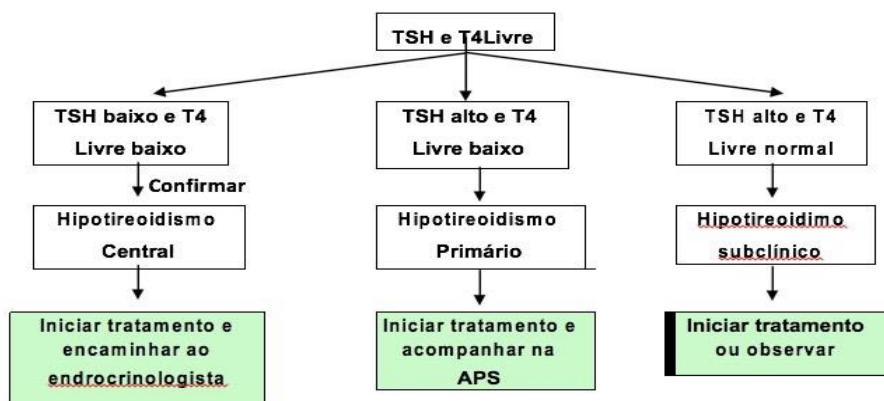 TSH e T4Livre
TSH baixo e T4
Livre baixo
TSH alto e T4
Livre baixo
TSH alto e T4
Livre normal
Confirmar
Hipotireoidismo
Central
Hipotireoidismo
Primário
Hipotireoidimo
subclínico
Iniciar tratamento e
encaminhar ao
endrocrinologista
Iniciar tratamento e
acompanhar na
APS
Iniciar tratamento
ou observar